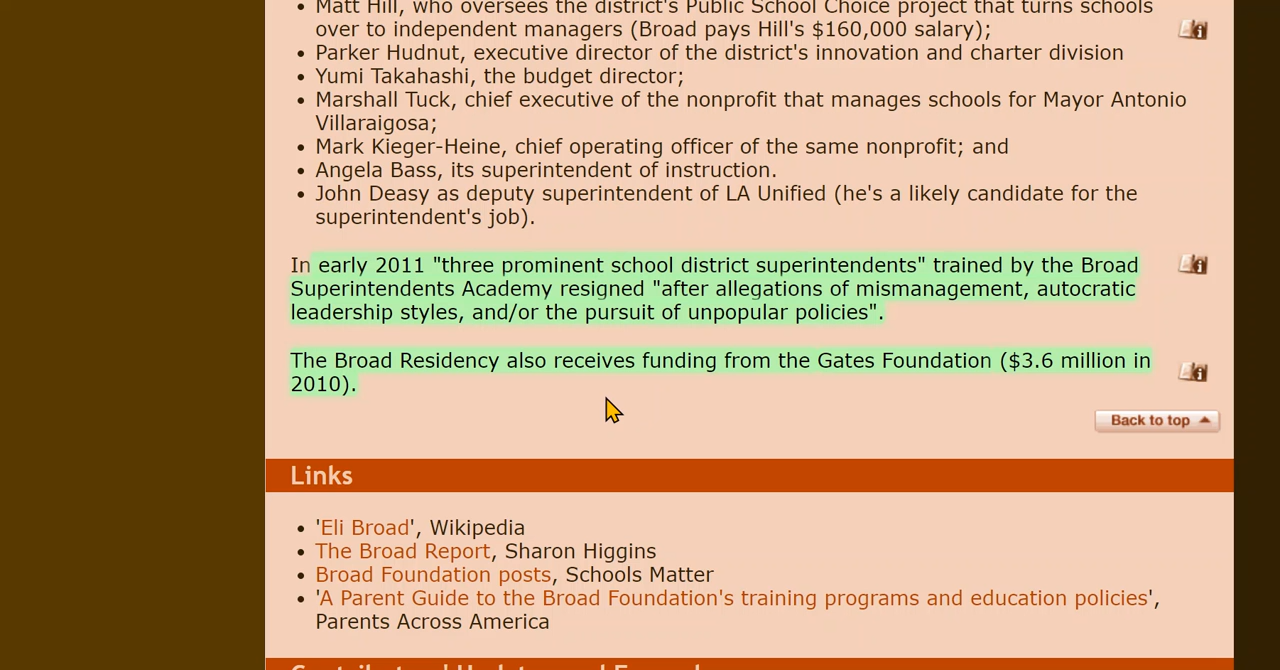 Matt Hill, who oversees the district's Public School Choice project that turns schools
over to independent managers (Broad pays Hill's $160,000 salary);
Parker Hudnut, executive director of the district's innovation and charter division
Yumi Takahashi, the budget director;
Marshall Tuck, chief executive of the nonprofit that manages schools for Mayor Antonio
Villaraigosa;
Mark Kieger-Heine, chief operating officer of the same nonprofit; and
Angela Bass, its superintendent of instruction.
John Deasy as deputy superintendent of LA Unified (he's a likely candidate for the
superintendent's job).
In early 2011 "three prominent school district superintendents" trained by the Broad
Superintendents Academy resigned "after allegations of mismanagement, autocratic
leadership styles, and/or the pursuit of unpopular policies".
The Broad Residency also receives funding from the Gates Foundation ($3.6 million in
2010).
Back to top
Links
'Eli Broad', Wikipedia
The Broad Report, Sharon Higgins
Broad Foundation posts, Schools Matter
'A Parent Guide to the Broad Foundation's training programs and education policies',
Parents Across America